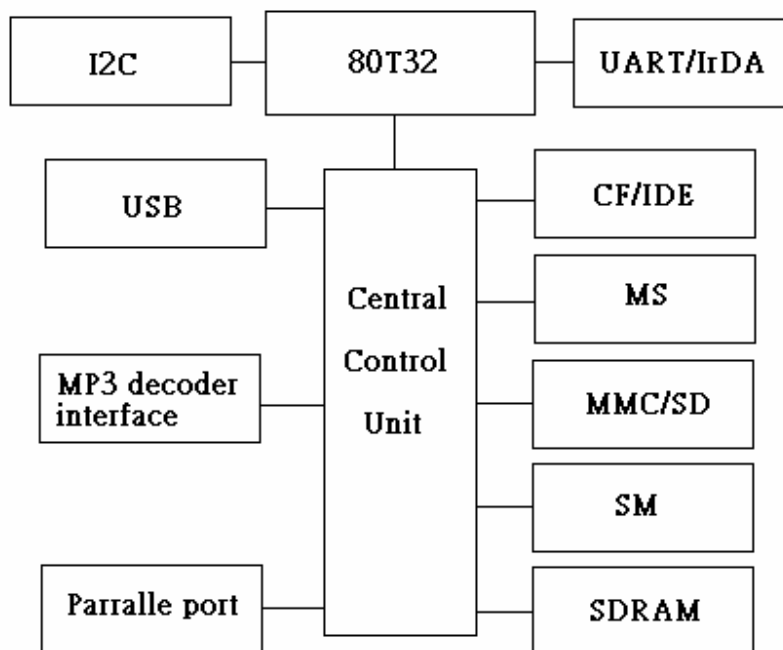 I2C
80T32
UART/IrDA
USB
CF/IDE
Central
Control
Unit
MS
MP3 decoder
interface
MMC/SD
SM
Parralle port
SDRAM